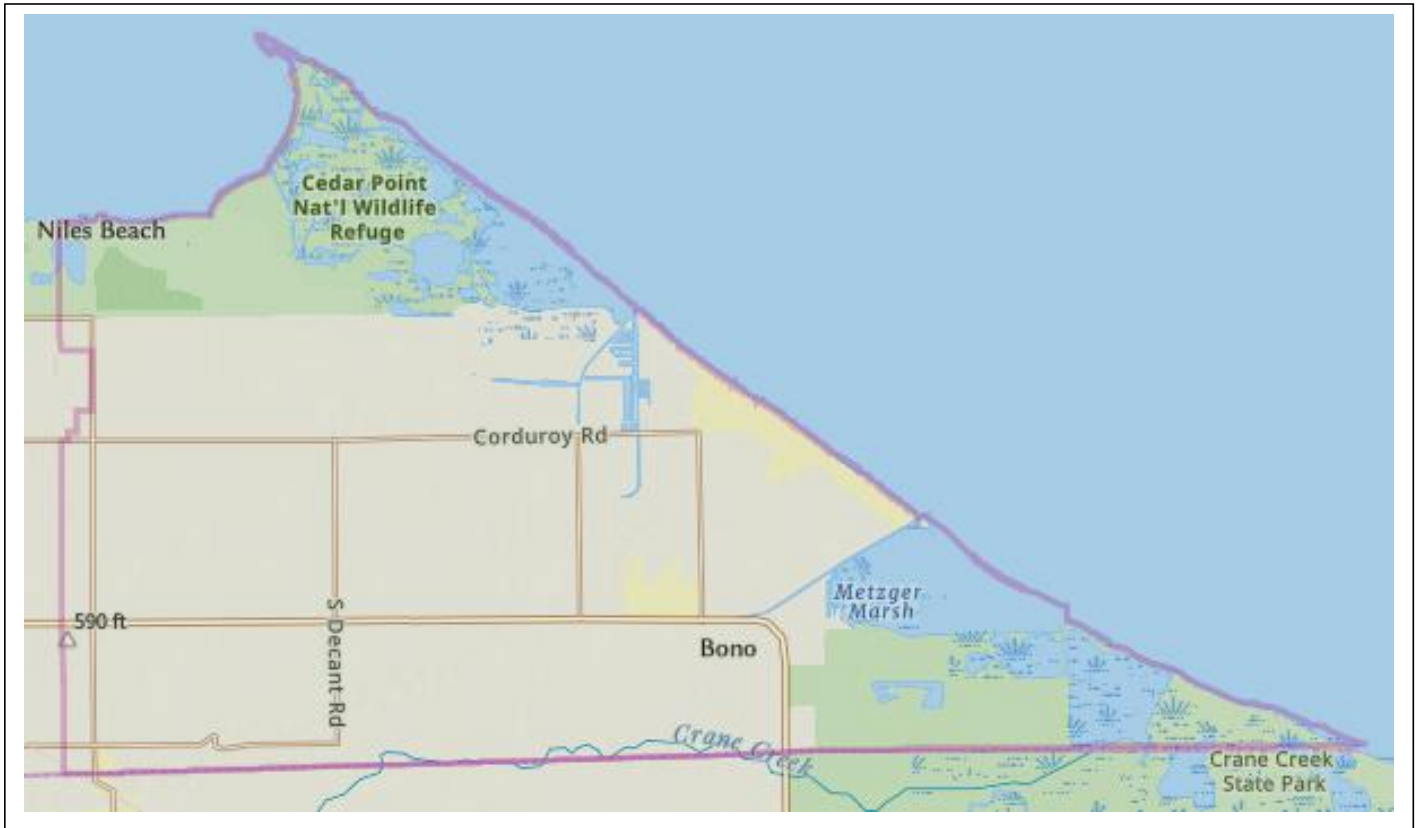 Cedar Point
Nat'l Wildlife
Refuge
Niles Beach
Corduroy Rd
Metzger
Marsh
590 ft
S Decant Rd
Bono
Crane Creek
Crane Creek
State Park